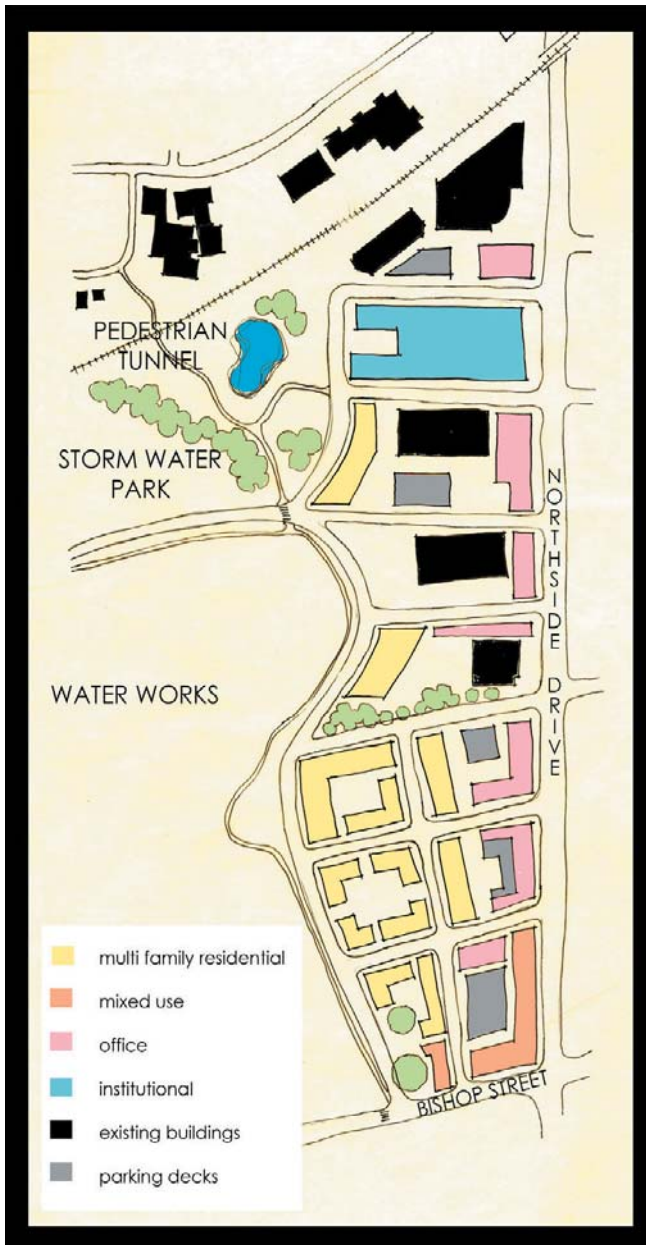 PEDESTRIAN
TUNNEL
STORM WATER
PARK
NORTHSIDE DRIVE
WATER WORKS
BISHOP STREET
multi family residential
mixed use
office
institutional
existing buildings
parking decks